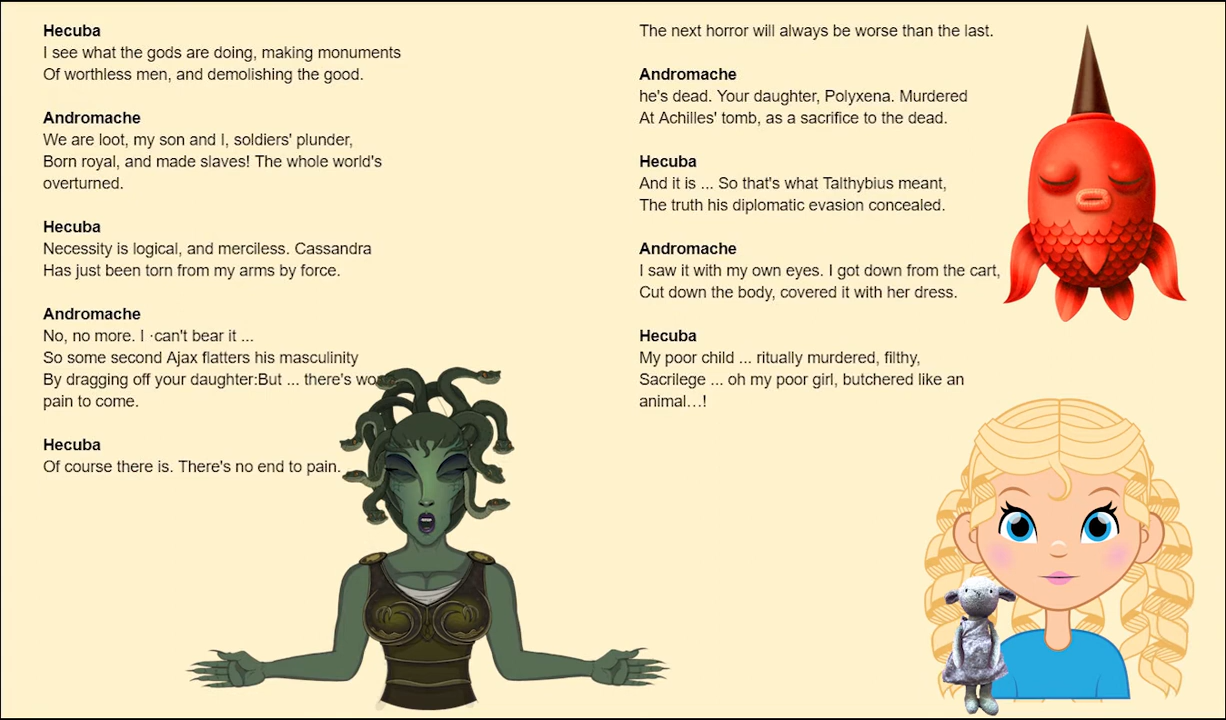 Hecuba
I see what the gods are doing, making monuments
Of worthless men, and demolishing the good.
Andromache
We are loot, my son and I, soldiers' plunder,
Born royal, and made slaves! The whole world's
overturned.
Hecuba
Necessity is logical, and merciless. Cassandra
Has just been torn from my arms by force.
Andromache
No, no more. I ·can't bear it ...
So some second Ajax flatters his masculinity
By dragging off your daughter:But ... there's
pain to come.
Hecuba
Of course there is. There's no end to pain.
The next horror will always be worse than the last.
Andromache
he's dead. Your daughter, Polyxena. Murdered
At Achilles' tomb, as a sacrifice to the dead.
Hecuba
And it is ... So that's what Talthybius meant,
The truth his diplomatic evasion concealed.
Andromache
I saw it with my own eyes. I got down from the cart,
Cut down the body, covered it with her dress.
Hecuba
My poor child ... ritually murdered, filthy,
Sacrilege ... oh my poor girl, butchered like an
animal…!